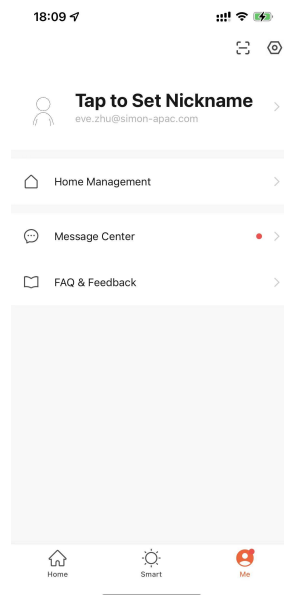 18:09
Tap to Set Nickname
eve.zhu@simon-apac.com
Home Management
Message Center
FAQ & Feedback
Home
Smart
Me